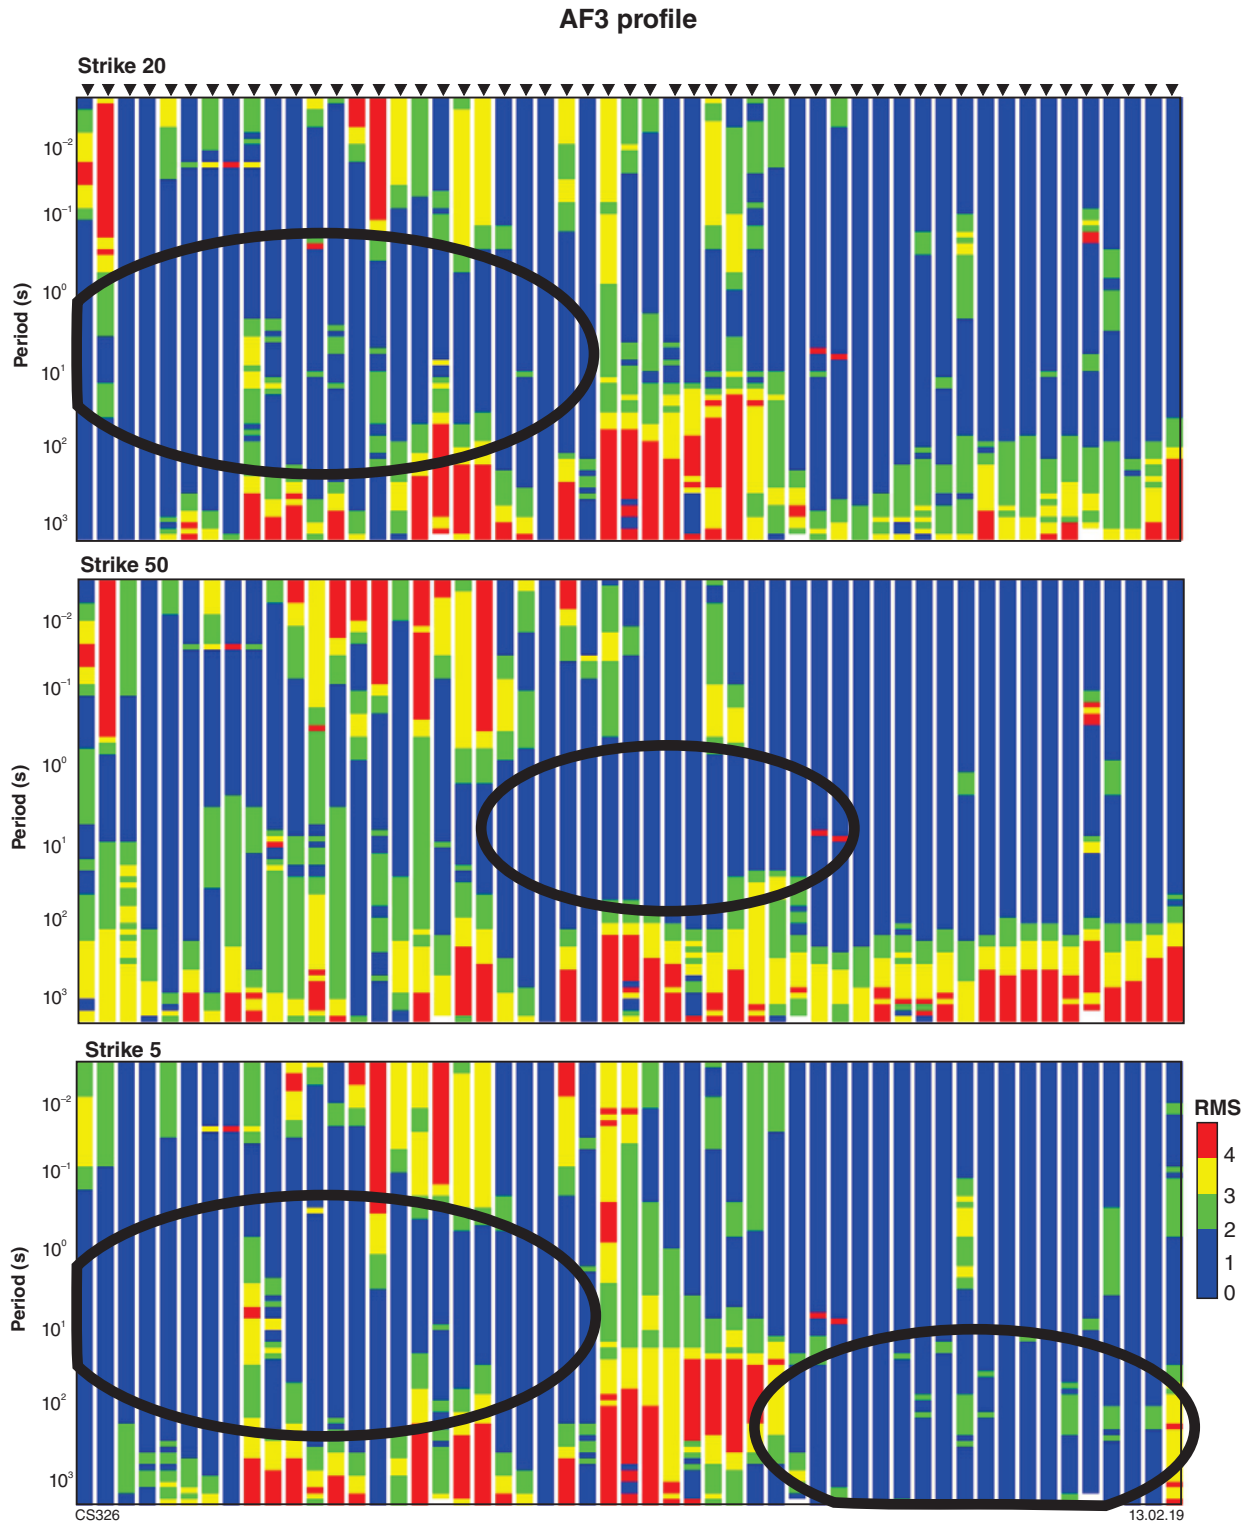 AF3 profile
Strike 20
Period (s)
10⁻²
10⁻¹
10⁰
10¹
10²
10³
Strike 50
Period (s)
10⁻²
10⁻¹
10⁰
10¹
10²
10³
Strike 5
Period (s)
10⁻²
10⁻¹
10⁰
10¹
10²
10³
RMS
4
3
2
1
0
CS326
13.02.19